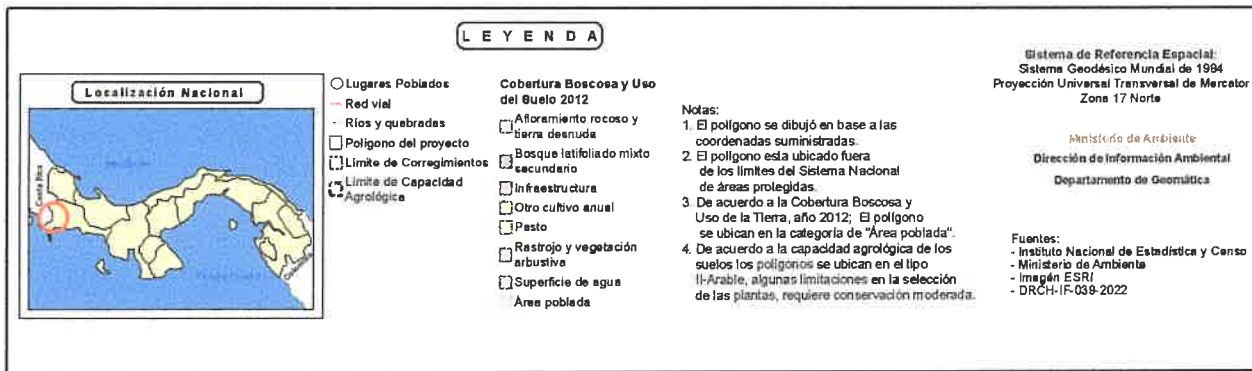 LEYENDA
Localización Nacional
Costa Rica
○ Lugares Poblados
Red vial
Ríos y quebradas
Poligono del proyecto
Límite de Corregimientos
Límite de Capacidad
Agrológica
Cobertura Boscosa y Uso
del Suelo 2012
Afloramiento rocoso y
tierra desnuda
Bosque latifoliado mixto
secundario
Infraestructura
Otro cultivo anual
Pasto
Rastrojo y vegetación
arbustiva
Superficie de agua
Área poblada
Notas:
1. El polígono se dibujó en base a las
coordenadas suministradas.
2. El polígono esta ubicado fuera
de los límites del Sistema Nacional
de áreas protegidas.
3. De acuerdo a la Cobertura Boscosa y
Uso de la Tierra, año 2012; El polígono
se ubican en la categoría de "Área poblada".
4. De acuerdo a la capacidad agrológica de los
suelos los polígonos se ubican en el tipo
II-Arable, algunas limitaciones en la selección
de las plantas, requiere conservación moderada.
Sistema de Referencia Espacial:
Sistema Geodésico Mundial de 1984
Proyección Universal Transversal de Mercator
Zona 17 Norte
Ministerio de Ambiente
Dirección de Información Ambiental
Departamento de Geomática
Fuentes:
- Instituto Nacional de Estadística y Censo
- Ministerio de Ambiente
- Imagén ESRI
- DRCH-IF-039-2022